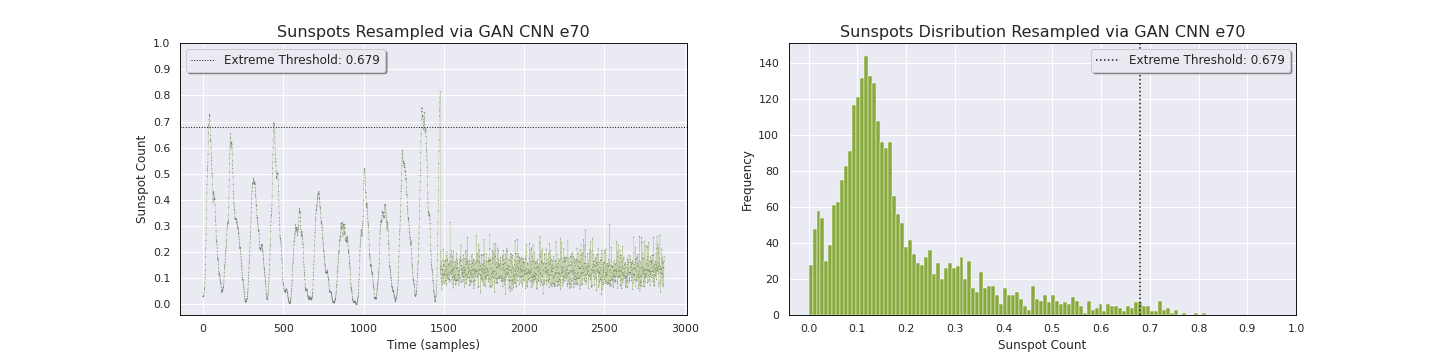 Sunspots Resampled via GAN CNN e70
1.0
0.9
0.8
0.7
0.6
0.5
0.4
0.3
0.2
0.1
0.0
Sunspot Count
Extreme Threshold: 0.679
0 500 1000 1500 2000 2500 3000
Time (samples)
Sunspots Disribution Resampled via GAN CNN e70
140
120
100
80
60
40
20
0
Frequency
Extreme Threshold: 0.679
0.0 0.1 0.2 0.3 0.4 0.5 0.6 0.7 0.8 0.9 1.0
Sunspot Count